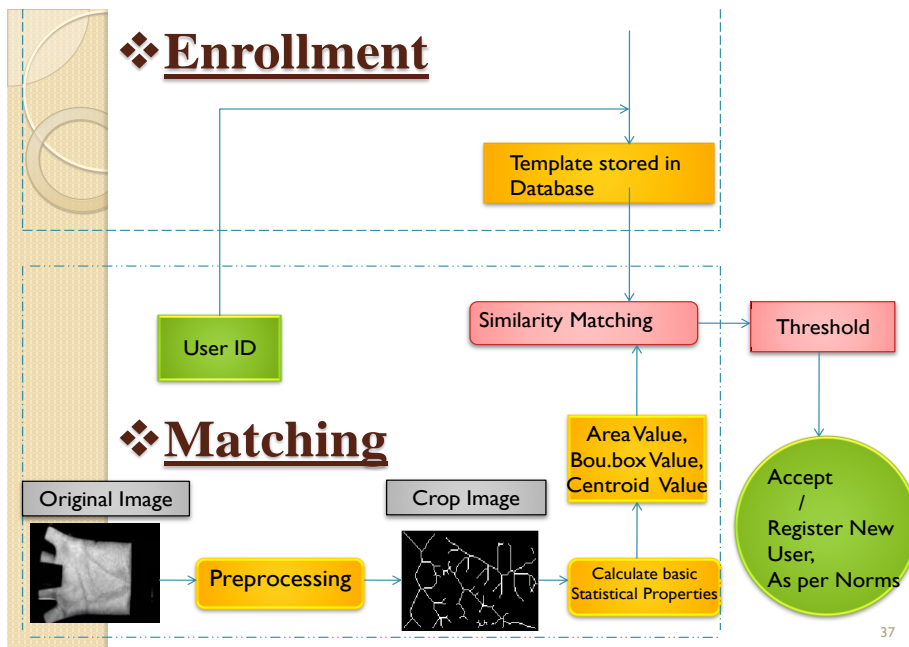 ❖Enrollment
Template stored in
Database
Similarity Matching
Threshold
User ID
❖Matching
Area Value,
Bou.box Value,
Centroid Value
Original Image
Crop Image
Accept
/
Register New
User,
As per Norms
Preprocessing
Calculate basic
Statistical Properties
37